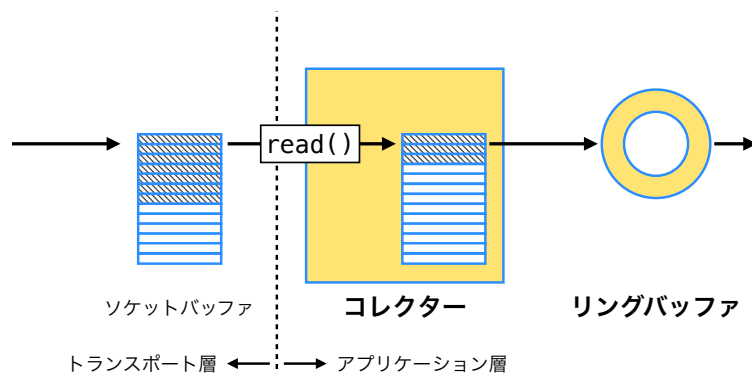 read()
ソケットバッファ
コレクター
リングバッファ
トランスポート層
アプリケーション層